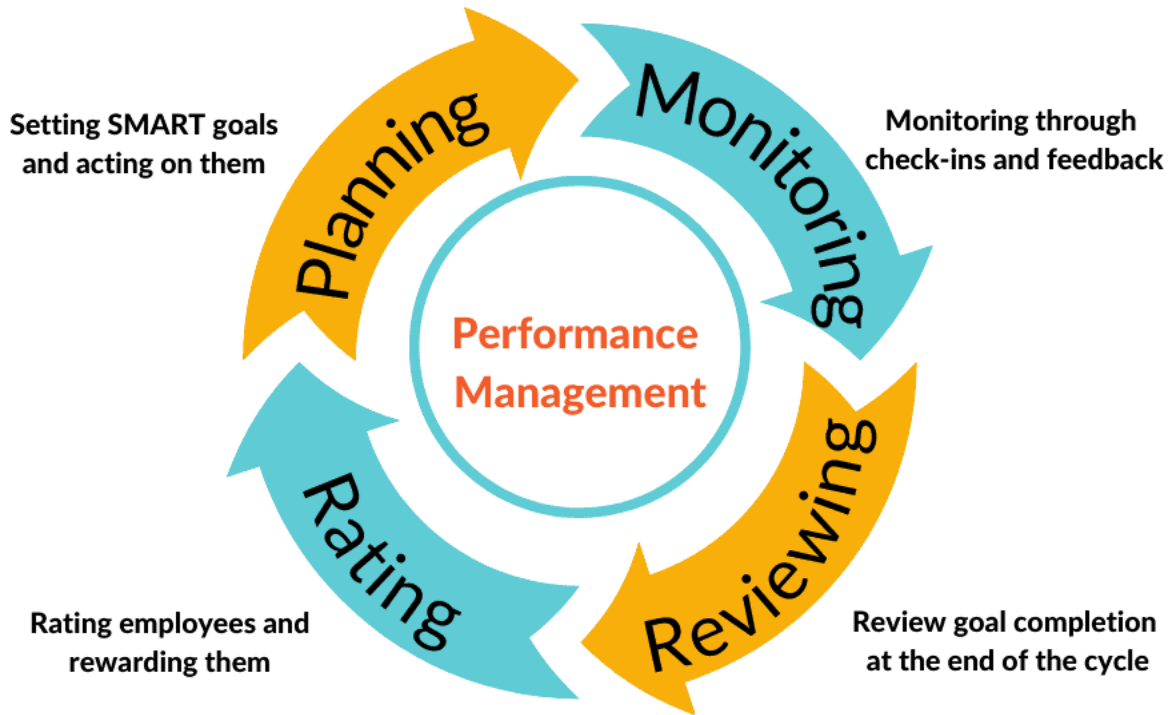 Planning
Setting SMART goals
and acting on them
Monitoring
Monitoring through
check-ins and feedback
Performance
Management
Reviewing
Review goal completion
at the end of the cycle
Rating
Rating employees and
rewarding them